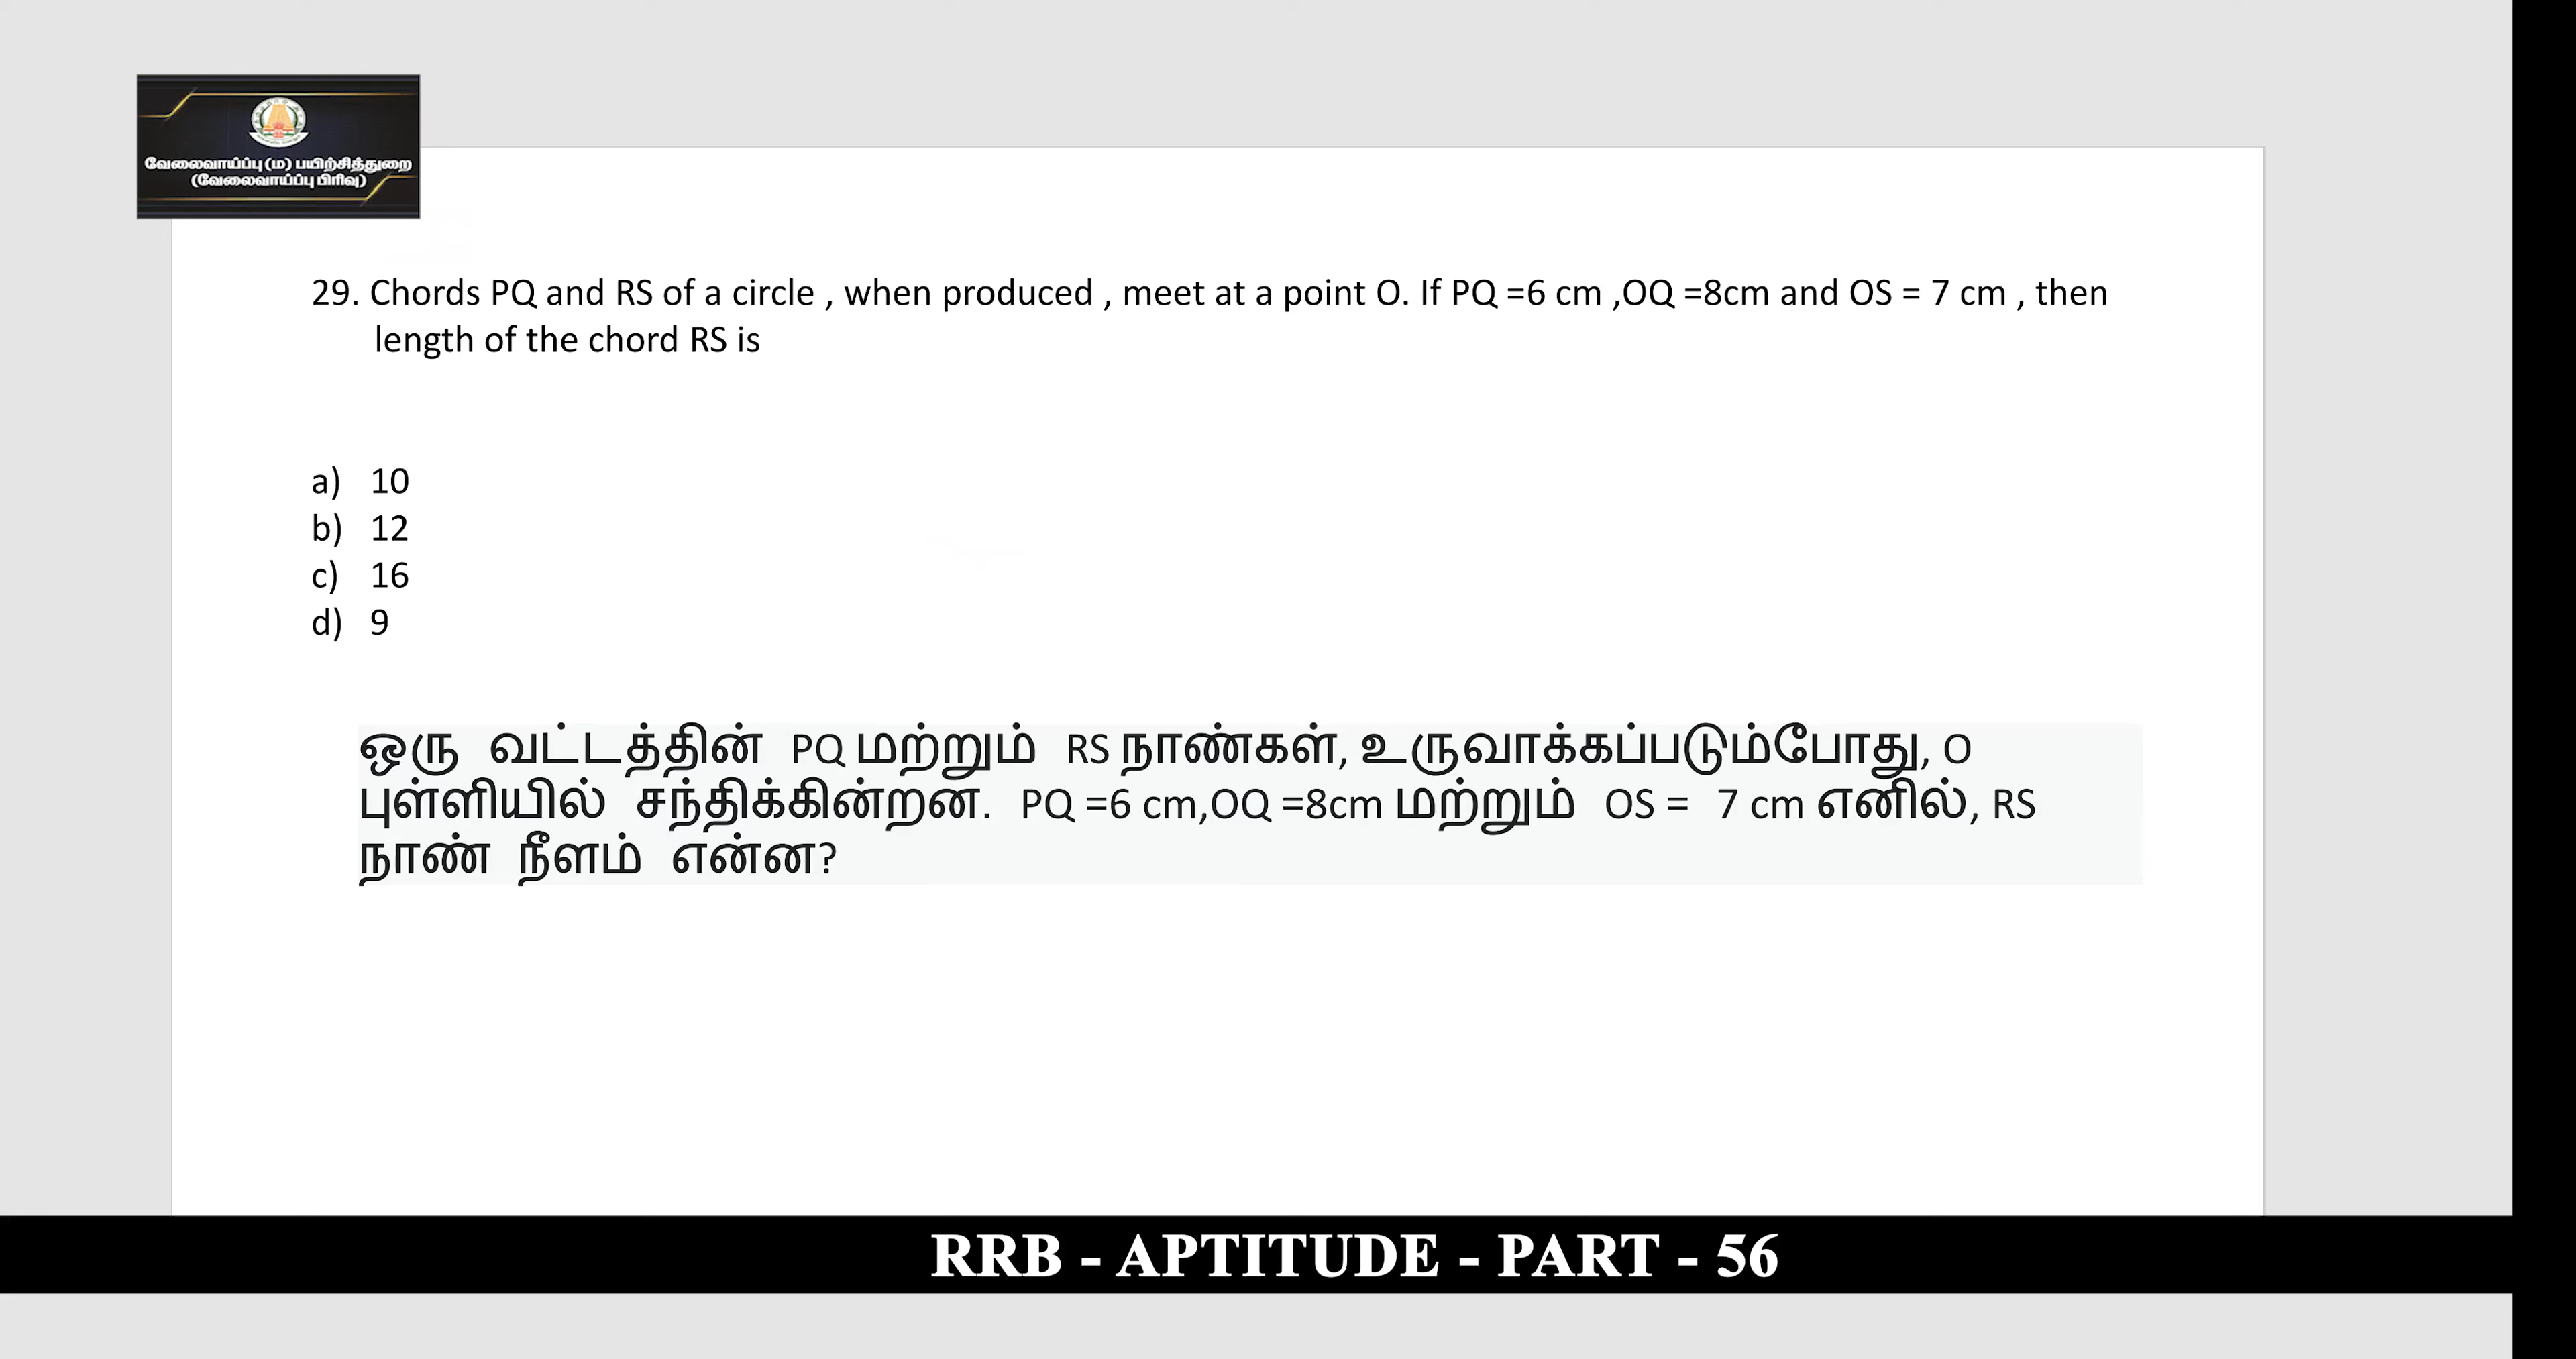 வேலைவாய்ப்பு (ம) பயிற்சித்துறை
(வேலைவாய்ப்பு பிரிவு)
29. Chords PQ and RS of a circle , when produced , meet at a point O. If PQ =6 cm ,OQ =8cm and OS = 7 cm , then
length of the chord RS is
a) 10
b) 12
c) 16
d) 9
ஒரு வட்டத்தின் PQ மற்றும் RS நாண்கள், உருவாக்கப்படும்போது, O
புள்ளியில் சந்திக்கின்றன. PQ =6 cm,OQ =8cm மற்றும் OS = 7 cm எனில், RS
நாண் நீளம் என்ன?
RRB - APTITUDE - PART - 56